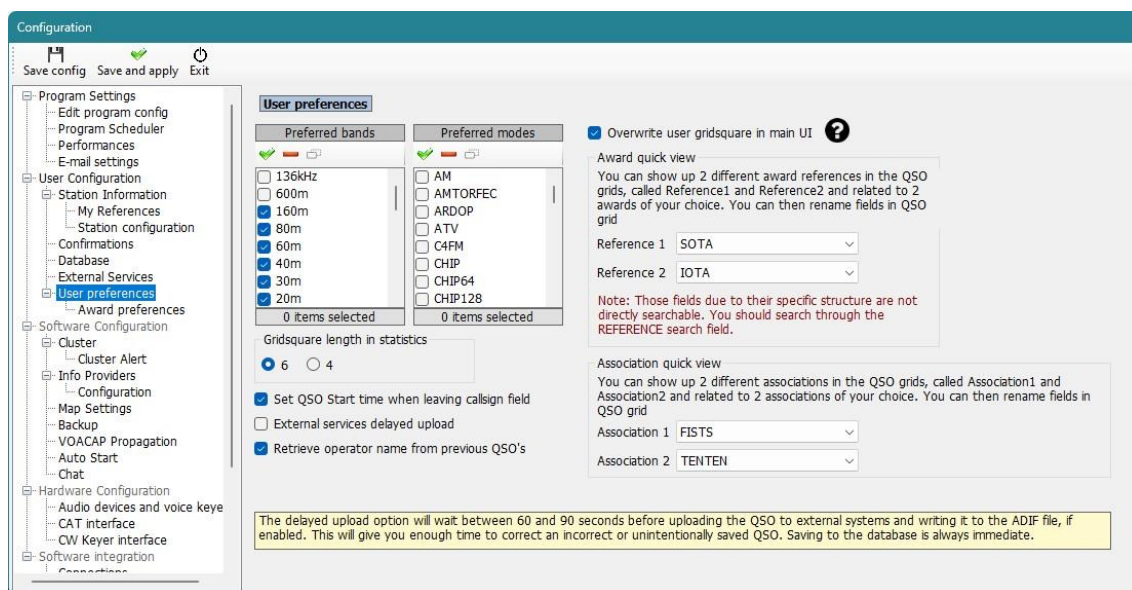 Configuration
Save config Save and apply Exit
Program Settings
Edit program config
Program Scheduler
Performances
E-mail settings
User Configuration
Station Information
My References
Station configuration
Confirmations
Database
External Services
User preferences
Award preferences
Software Configuration
Cluster
Cluster Alert
Info Providers
Configuration
Map Settings
Backup
VOACAP Propagation
Auto Start
Chat
Hardware Configuration
Audio devices and voice keye
CAT interface
CW Keyer interface
Software integration
User preferences
Preferred bands
136kHz
600m
160m
80m
60m
40m
30m
20m
0 items selected
Preferred modes
AM
AMTORFEC
ARDOP
ATV
C4FM
CHIP
CHIP64
CHIP128
0 items selected
Gridsquare length in statistics
6 4
Set QSO Start time when leaving callsign field
External services delayed upload
Retrieve operator name from previous QSO's
Overwrite user gridsquare in main UI ?
Award quick view
You can show up 2 different award references in the QSO
grids, called Reference1 and Reference2 and related to 2
awards of your choice. You can then rename fields in QSO
grid
Reference 1 SOTA
Reference 2 IOTA
Note: Those fields due to their specific structure are not
directly searchable. You should search through the
REFERENCE search field.
Association quick view
You can show up 2 different associations in the QSO grids, called Association1 and
Association2 and related to 2 associations of your choice. You can then rename fields in
QSO grid
Association 1 FISTS
Association 2 TENTEN
The delayed upload option will wait between 60 and 90 seconds before uploading the QSO to external systems and writing it to the ADIF file, if
enabled. This will give you enough time to correct an incorrect or unintentionally saved QSO. Saving to the database is always immediate.